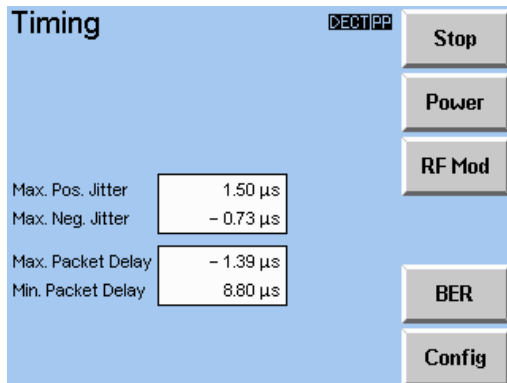 Timing
DECT PP
Stop
Power
RF Mod
Max. Pos. Jitter 1.50 µs
Max. Neg. Jitter – 0.73 µs
Max. Packet Delay – 1.39 µs
Min. Packet Delay 8.80 µs
BER
Config